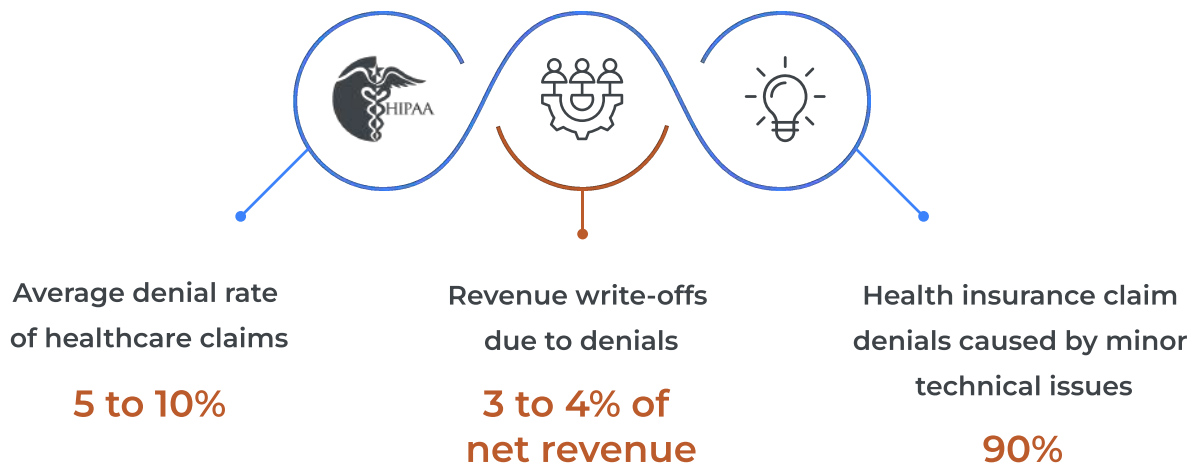 HIPAA
Average denial rate
of healthcare claims
5 to 10%
Revenue write-offs
due to denials
3 to 4% of
net revenue
Health insurance claim
denials caused by minor
technical issues
90%